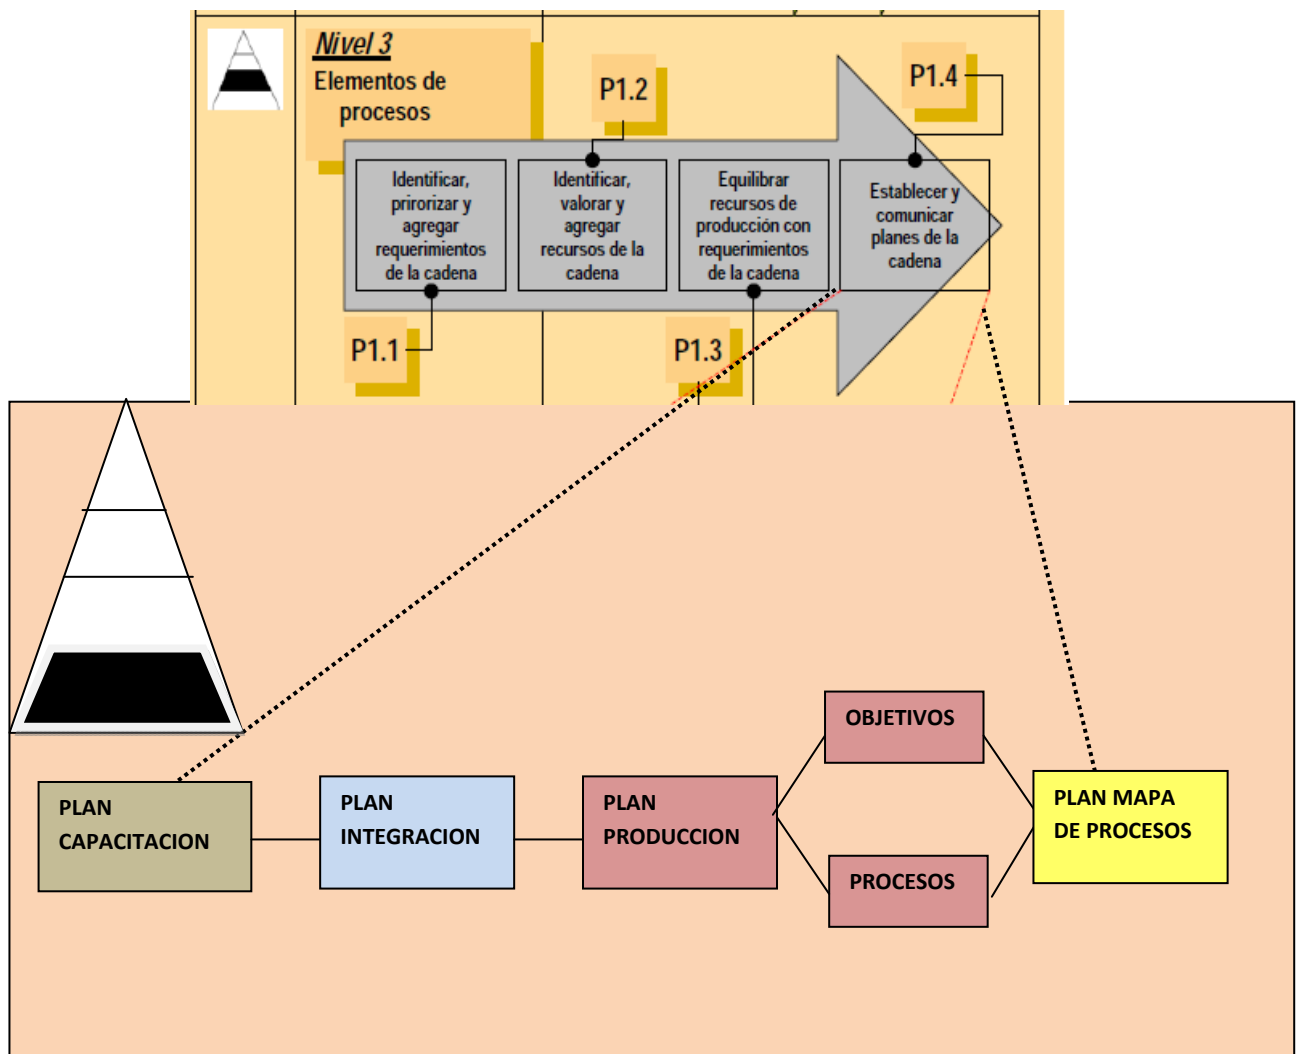 Nivel 3
Elementos de
procesos
P1.2
P1.4
Identificar,
prirorizar y
agregar
requerimientos
de la cadena
Identificar,
valorar y
agregar
recursos de la
cadena
Equilibrar
recursos de
producción con
requerimientos
de la cadena
Establecer y
comunicar
planes de la
cadena
P1.1
P1.3
OBJETIVOS
PLAN
CAPACITACION
PLAN
INTEGRACION
PLAN
PRODUCCION
PLAN MAPA
DE PROCESOS
PROCESOS